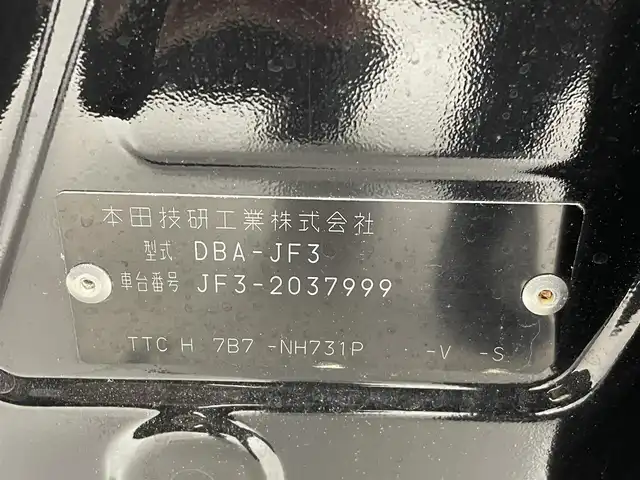 本田技研工業株式会社
型式 DBA-JF3
車台番号 JF3-2037999
TTC H 7B7 -NH731P -V -S